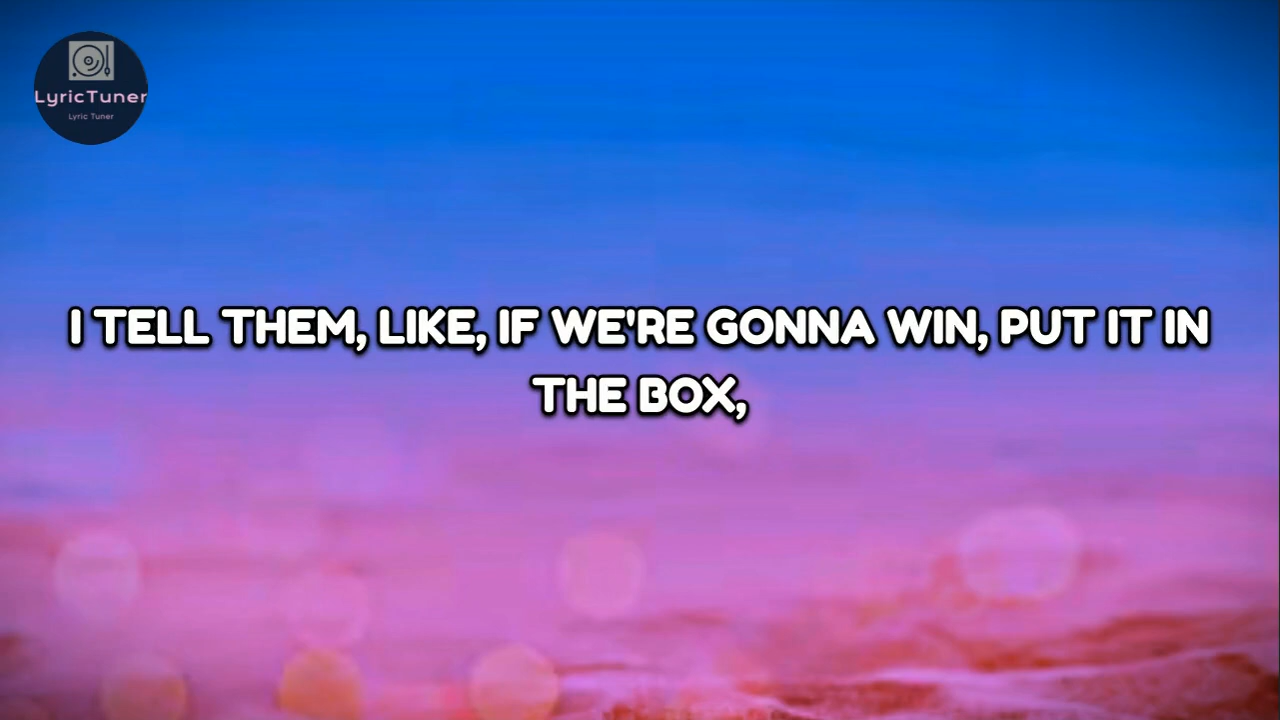 LyricTuner
Lyric Tuner
I TELL THEM, LIKE, IF WE'RE GONNA WIN, PUT IT IN
THE BOX,